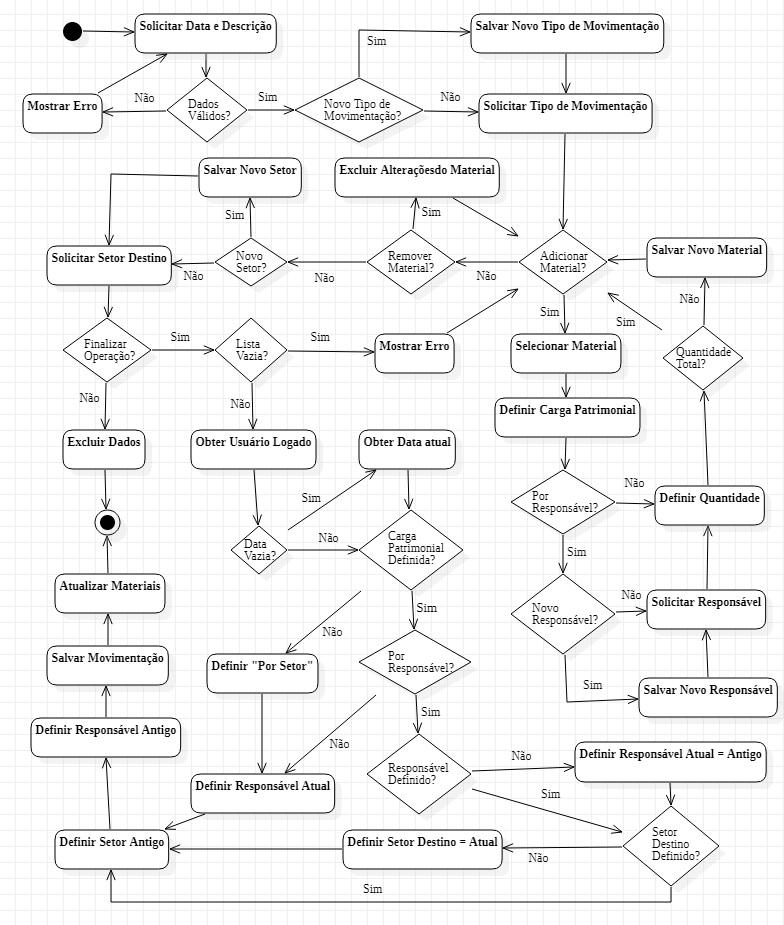 Solicitar Data e Descrição
Salvar Novo Tipo de Movimentação
Sim
Mostrar Erro
Não
Dados
Válidos?
Sim
Novo Tipo de
Movimentação?
Não
Solicitar Tipo de Movimentação
Salvar Novo Setor
Excluir Alteraçõesdo Material
Sim
Sim
Solicitar Setor Destino
Não
Novo
Setor?
Não
Remover
Material?
Não
Adicionar
Material?
Salvar Novo Material
Não
Sim
Sim
Finalizar
Operação?
Sim
Lista
Vazia?
Sim
Mostrar Erro
Selecionar Material
Quantidade
Total?
Não
Não
Definir Carga Patrimonial
Excluir Dados
Obter Usuário Logado
Obter Data atual
Por
Responsável?
Não
Definir Quantidade
Sim
Data
Vazia?
Não
Carga
Patrimonial
Definida?
Sim
Atualizar Materiais
Sim
Novo
Responsável?
Não
Solicitar Responsável
Não
Salvar Movimentação
Definir "Por Setor"
Por
Responsável?
Sim
Salvar Novo Responsável
Sim
Definir Responsável Antigo
Não
Definir Responsável Atual
Responsável
Definido?
Não
Sim
Definir Responsável Atual = Antigo
Definir Setor Antigo
Definir Setor Destino = Atual
Não
Setor
Destino
Definido?
Sim